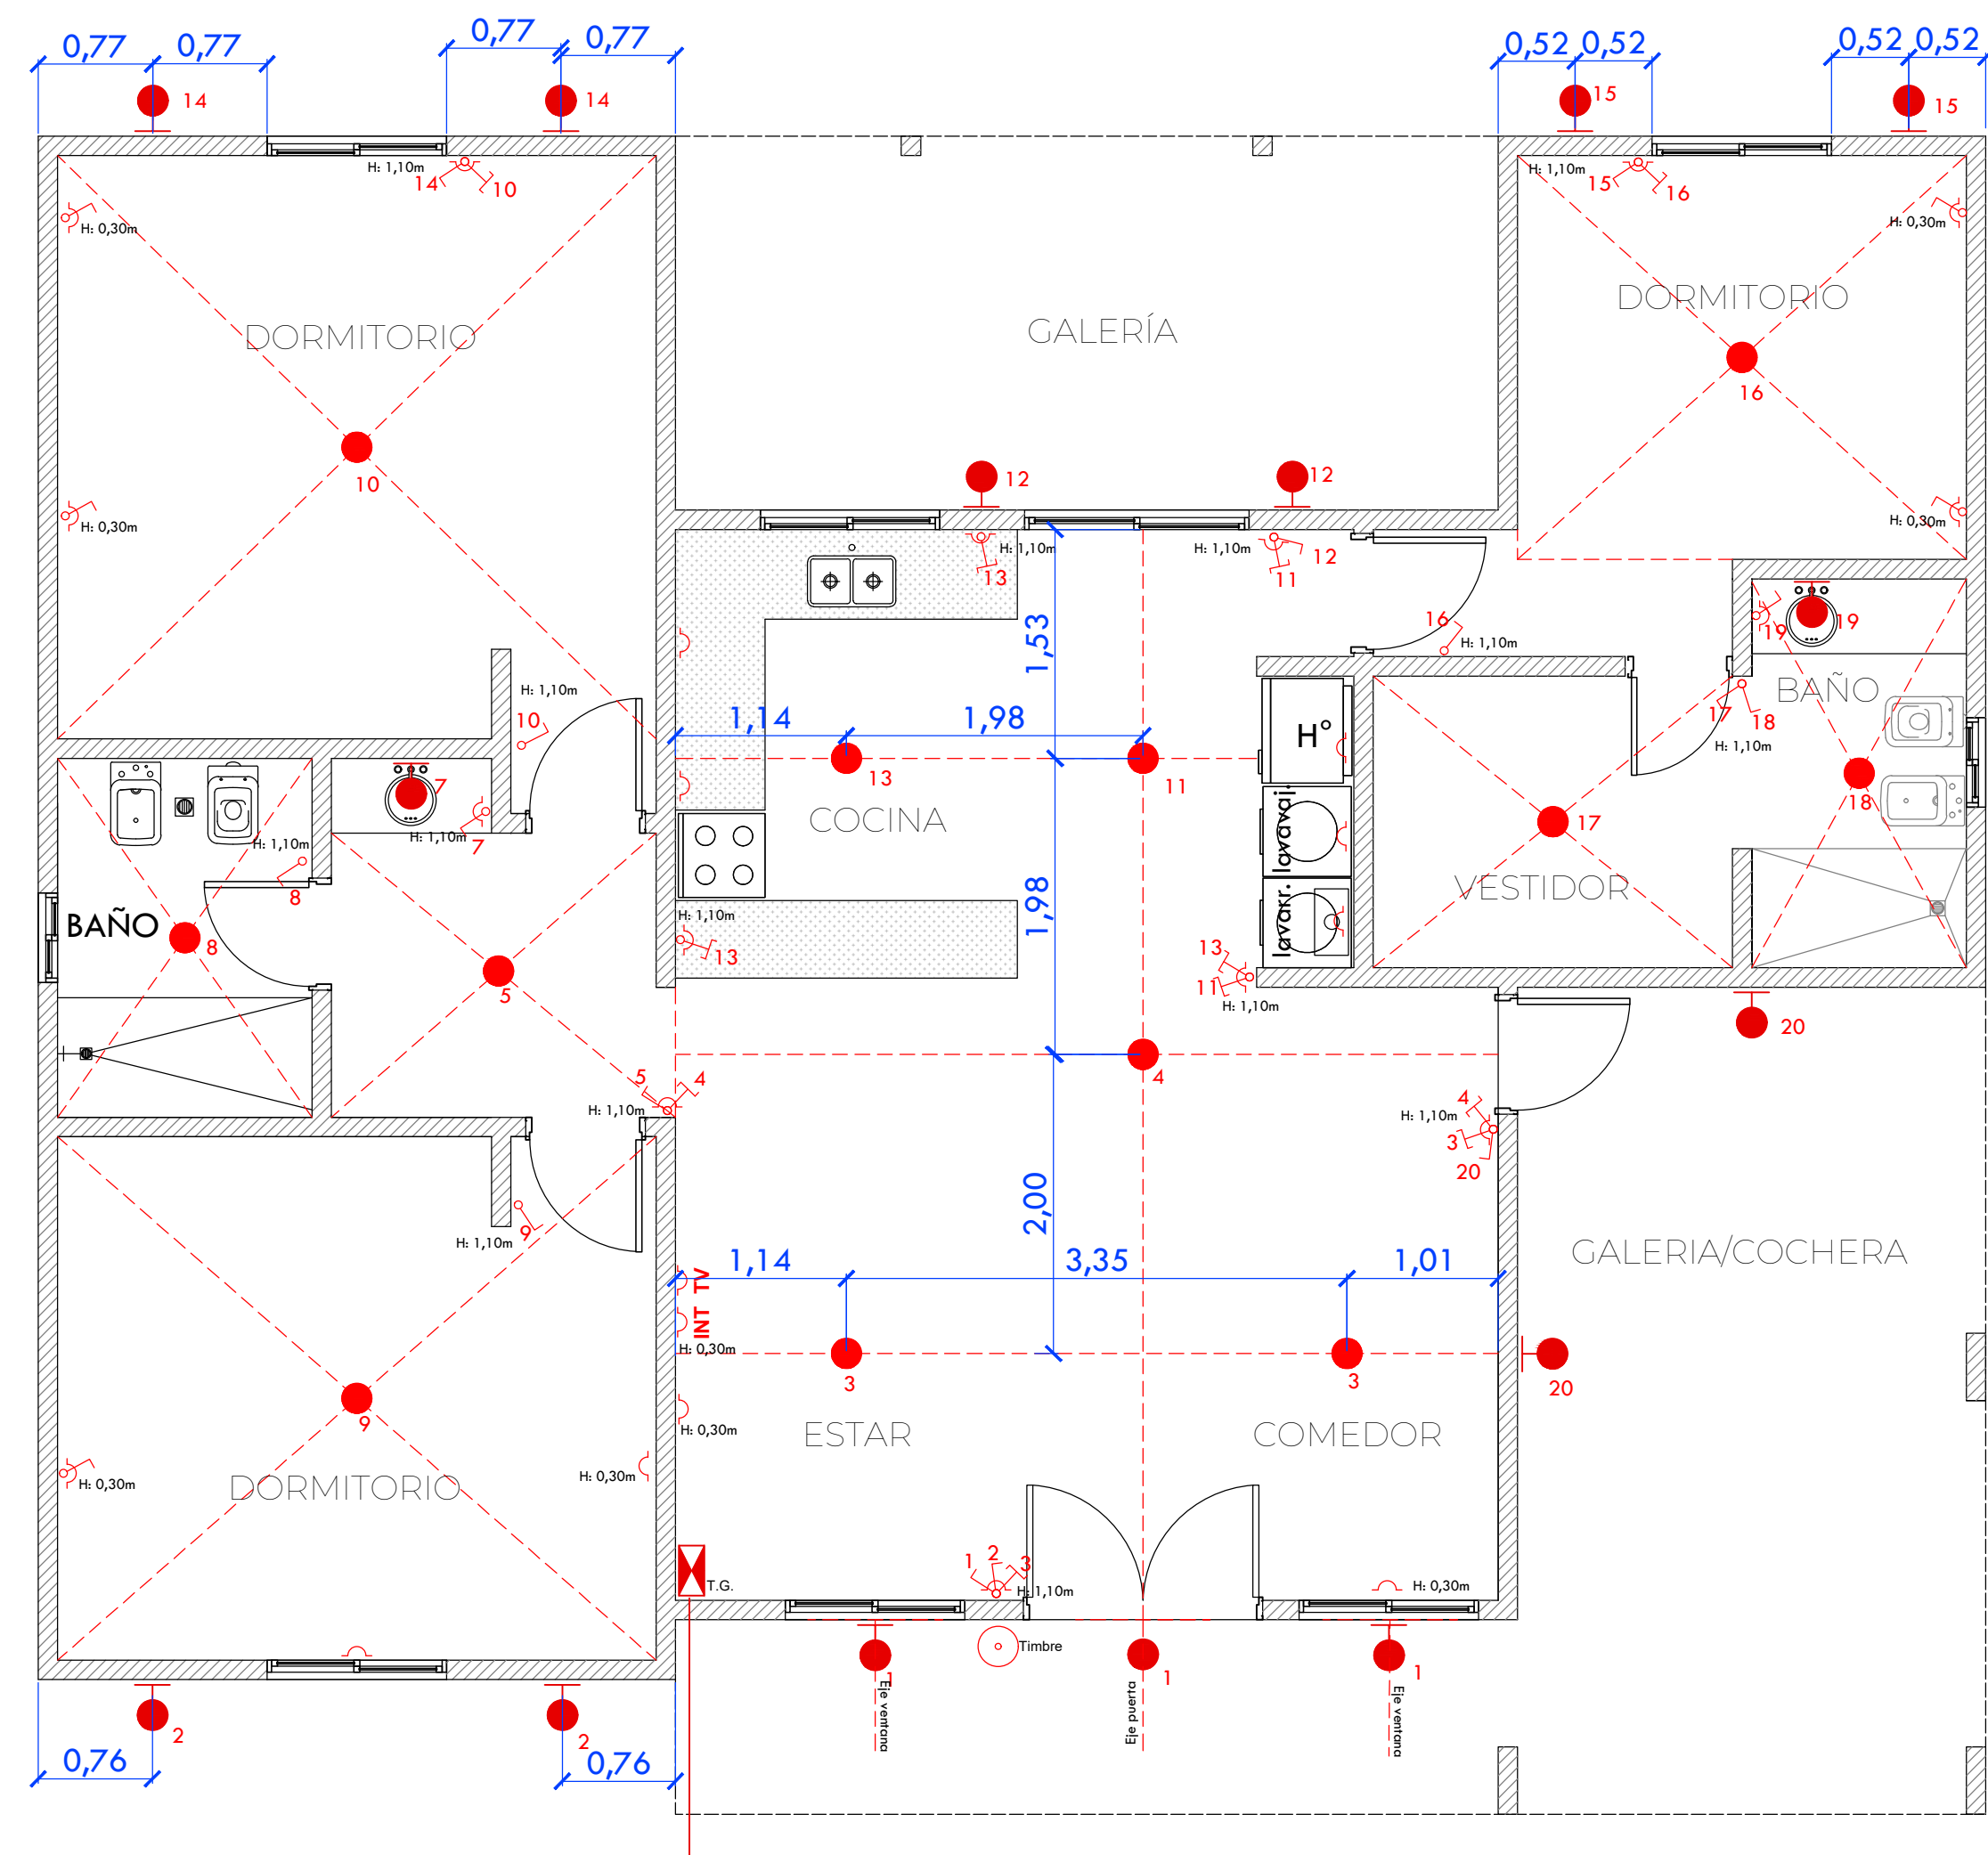 0,77
0,77
0,77
0,77
0,52
0,52
0,52
0,52
14
14
15
15
H: 1,10m
14
10
H: 1,10m
15
16
H: 0,30m
H: 0,30m
DORMITORIO
GALERÍA
DORMITORIO
16
10
12
12
H: 0,30m
H: 0,30m
H: 1,10m
13
H: 1,10m
12
11
1,53
16
H: 1,10m
19
19
BAÑO
H: 1,10m
10
17
18
H: 1,10m
1,14
1,98
H°
13
11
7
COCINA
lavavaj.
17
18
H: 1,10m
7
H: 1,10m
8
VESTIDOR
BAÑO
8
1,98
lavarr.
H: 1,10m
13
13
11
H: 1,10m
5
20
5
4
H: 1,10m
4
4
H: 1,10m
3
20
2,00
9
H: 1,10m
GALERIA/COCHERA
1,14
3,35
1,01
TV
INT
H: 0,30m
3
3
20
9
H: 0,30m
ESTAR
COMEDOR
H: 0,30m
H: 0,30m
DORMITORIO
T.G.
1
2
3
H: 1,10m
H: 0,30m
Timbre
1
1
1
Eje ventana
Eje puerta
Eje ventana
2
2
0,76
0,76